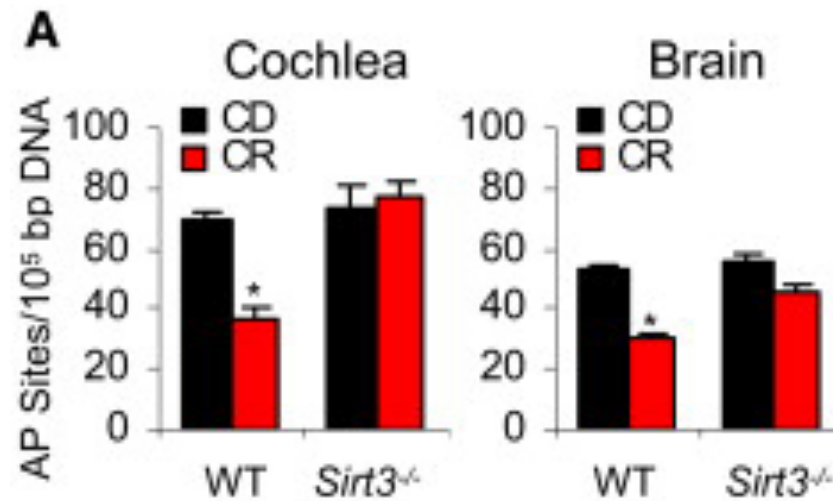 A
Cochlea
Brain
AP Sites/10⁵ bp DNA
100
80
60
40
20
0
CD
CR
*
WT
Sirt3-/-
100
80
60
40
20
0
CD
CR
*
WT
Sirt3-/-